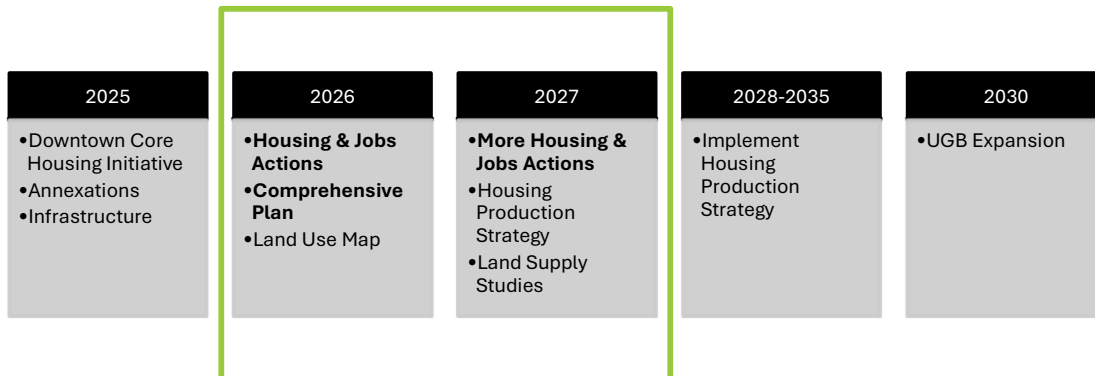 2025
•Downtown Core
Housing Initiative
•Annexations
•Infrastructure
2026
•Housing & Jobs
Actions
•Comprehensive
Plan
•Land Use Map
2027
•More Housing &
Jobs Actions
•Housing
Production
Strategy
•Land Supply
Studies
2028-2035
•Implement
Housing
Production
Strategy
2030
•UGB Expansion